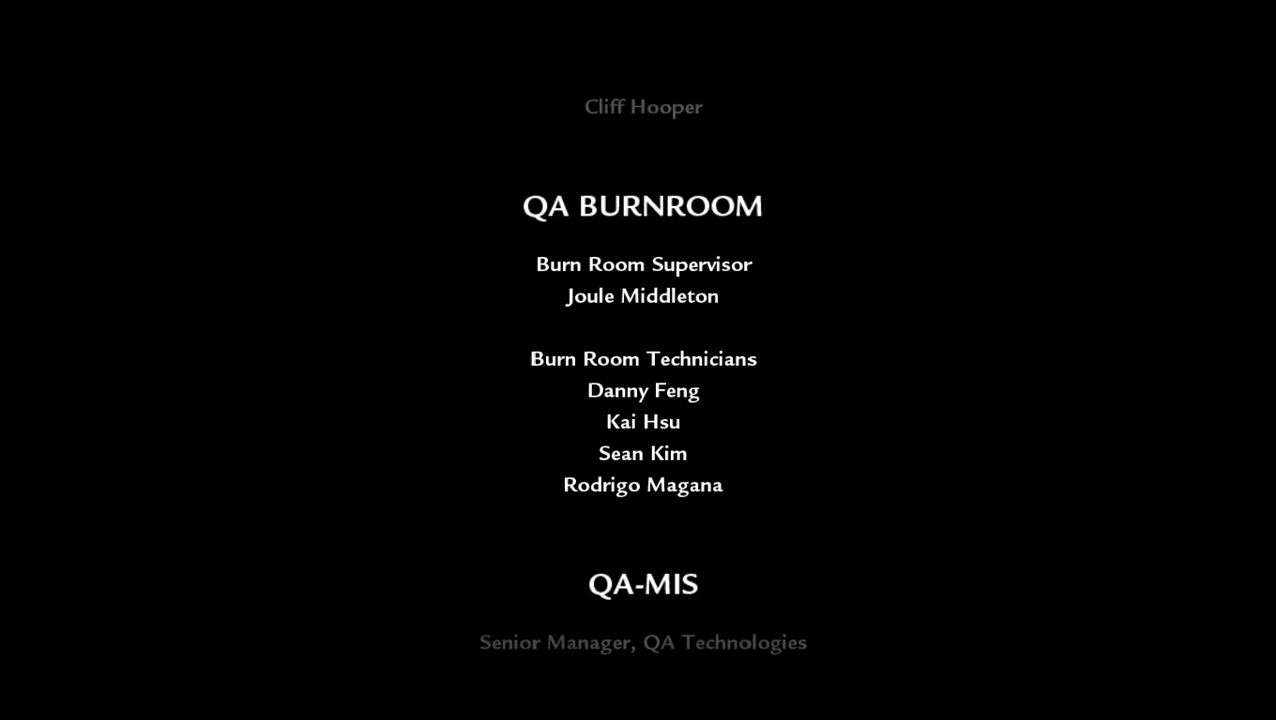 Cliff Hooper
QA BURNROOM
Burn Room Supervisor
Joule Middleton
Burn Room Technicians
Danny Feng
Kai Hsu
Sean Kim
Rodrigo Magana
QA-MIS
Senior Manager, QA Technologies